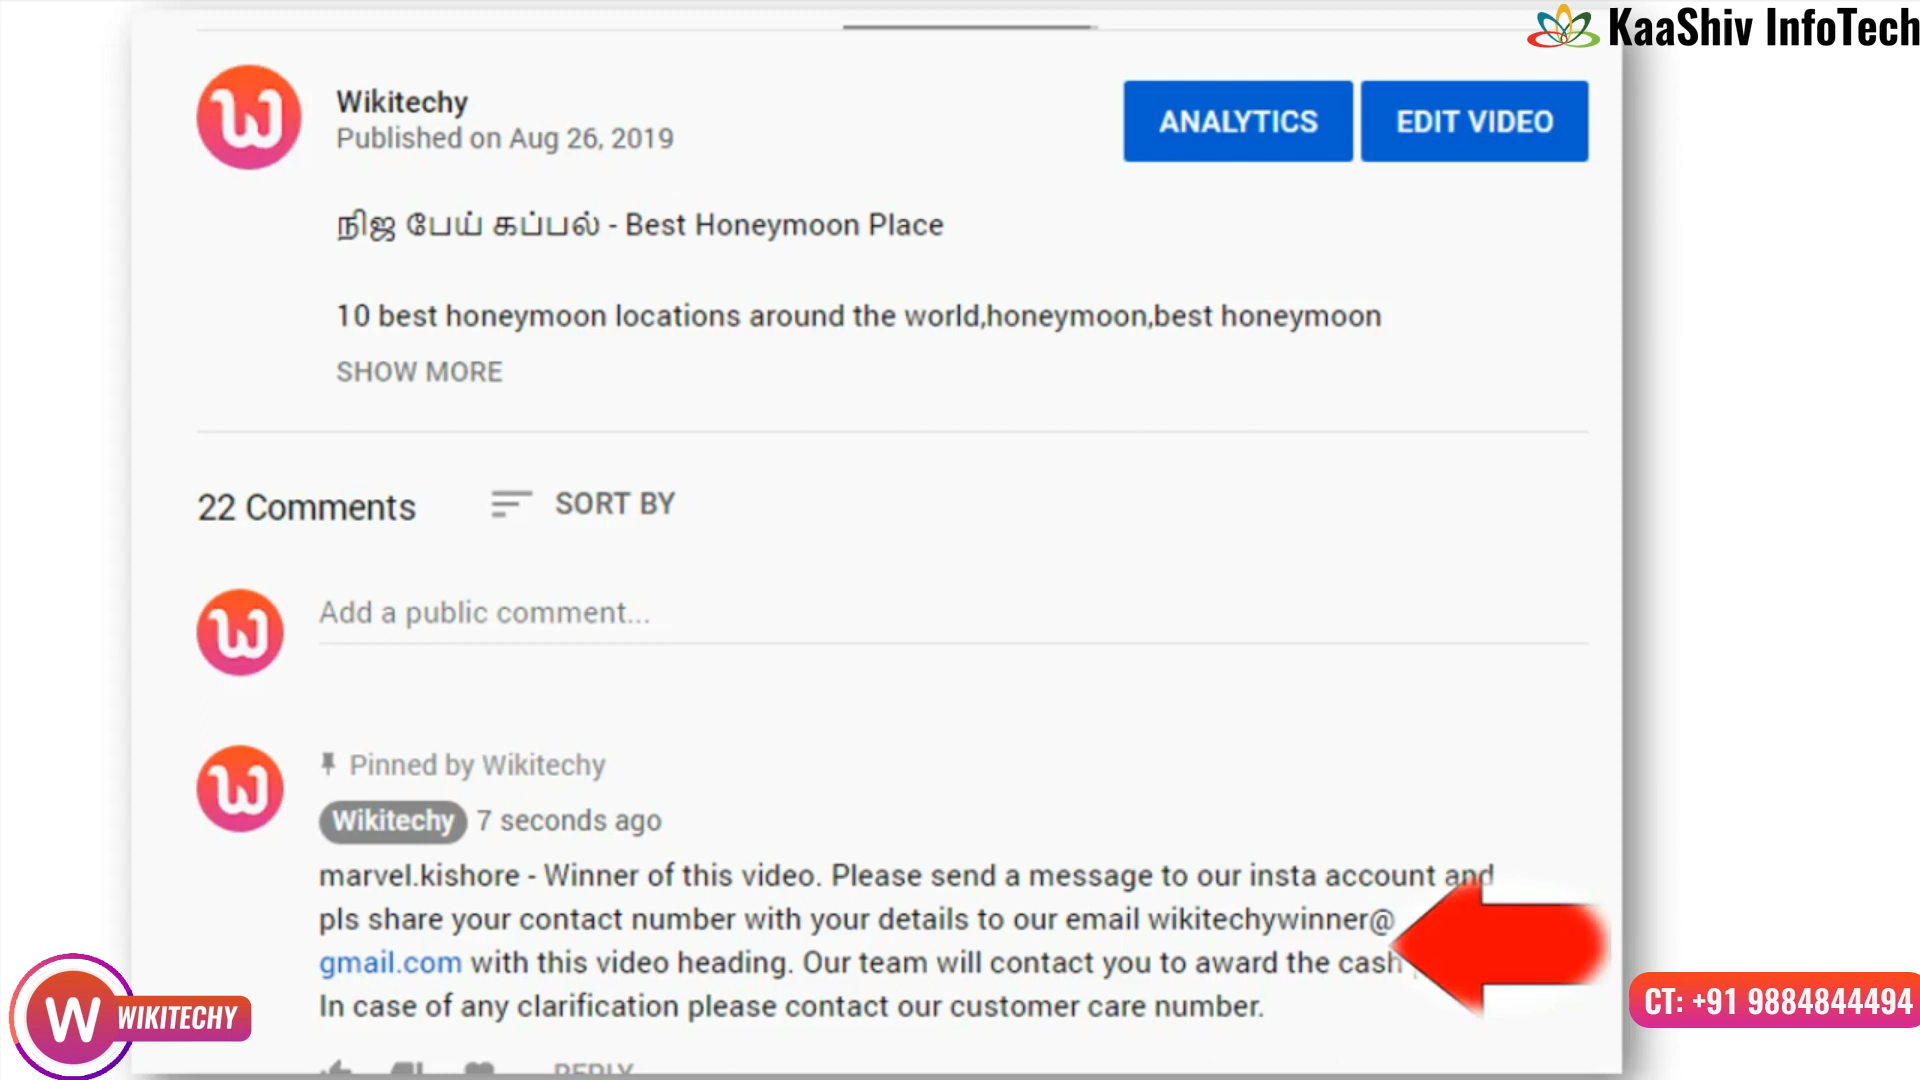 KaaShiv InfoTech
Wikitechy
Published on Aug 26, 2019
ANALYTICS
EDIT VIDEO
நிஜ பேய் கப்பல் - Best Honeymoon Place
10 best honeymoon locations around the world,honeymoon,best honeymoon
SHOW MORE
22 Comments
SORT BY
Add a public comment...
Pinned by Wikitechy
Wikitechy 7 seconds ago
marvel.kishore - Winner of this video. Please send a message to our insta account and
pls share your contact number with your details to our email wikitechywinner@
gmail.com with this video heading. Our team will contact you to award the cash
In case of any clarification please contact our customer care number.
REPLY
W WIKITECHY
CT: +91 9884844494